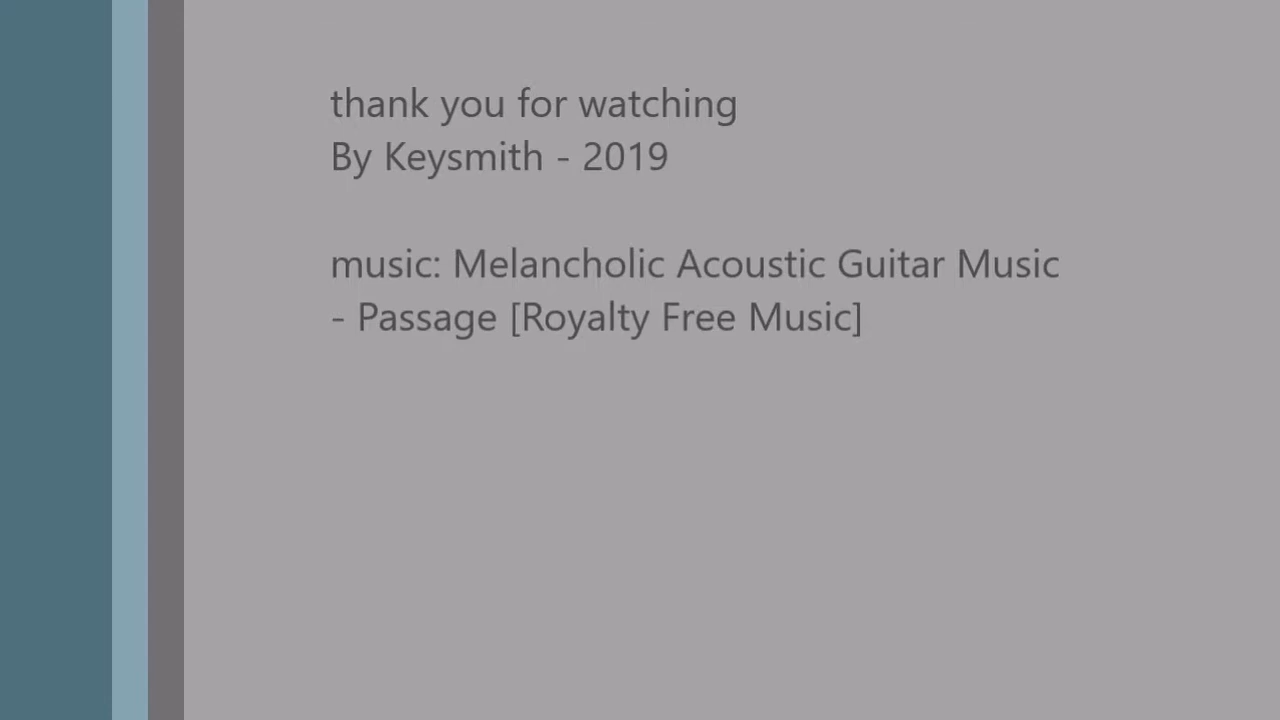 thank you for watching
By Keysmith - 2019
music: Melancholic Acoustic Guitar Music
- Passage [Royalty Free Music]